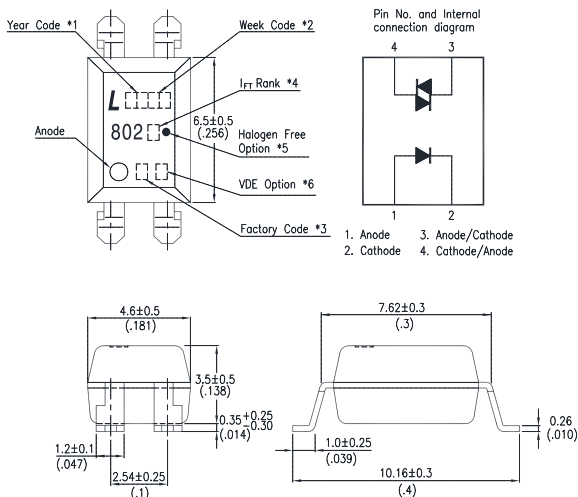 Year Code *1
Week Code *2
L
I_FT Rank *4
802
6.5±0.5
(.256)
Anode
Halogen Free
Option *5
VDE Option *6
Factory Code *3
Pin No. and Internal
connection diagram
4 3
1 2
1. Anode 3. Anode/Cathode
2. Cathode 4. Cathode/Anode
4.6±0.5
(.181)
3.5±0.5
(.138)
0.35+0.25
-0.30
(.014)
1.2±0.1
(.047)
2.54±0.25
(.1)
7.62±0.3
(.3)
0.26
(.010)
1.0±0.25
(.039)
10.16±0.3
(.4)